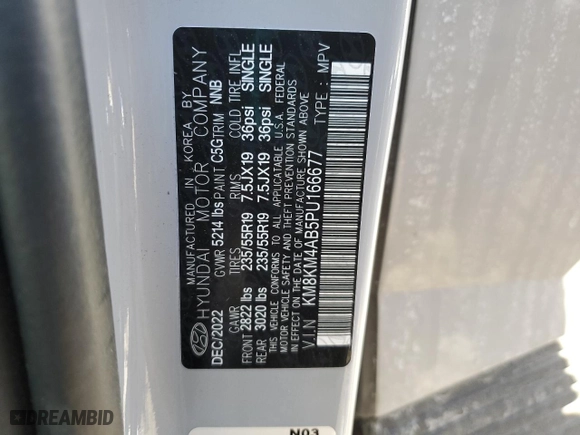 MANUFACTURED IN KOREA BY
HYUNDAI MOTOR COMPANY
DEC/2022 GVWR 5214 lbs PAINT C5G TRIM NNB
GAWR TIRES RIMS COLD TIRE INFL
FRONT 2822 lbs 235/55R19 7.5JX19 36psi SINGLE
REAR 3020 lbs 235/55R19 7.5JX19 36psi SINGLE
THIS VEHICLE CONFORMS TO ALL APPLICABLE U.S.A. FEDERAL
MOTOR VEHICLE SAFETY AND THEFT PREVENTION STANDARDS
IN EFFECT ON THE DATE OF MANUFACTURE SHOWN ABOVE
V.I.N KM8KM4AB5PU166677 TYPE : MPV
N03
DREAMBID